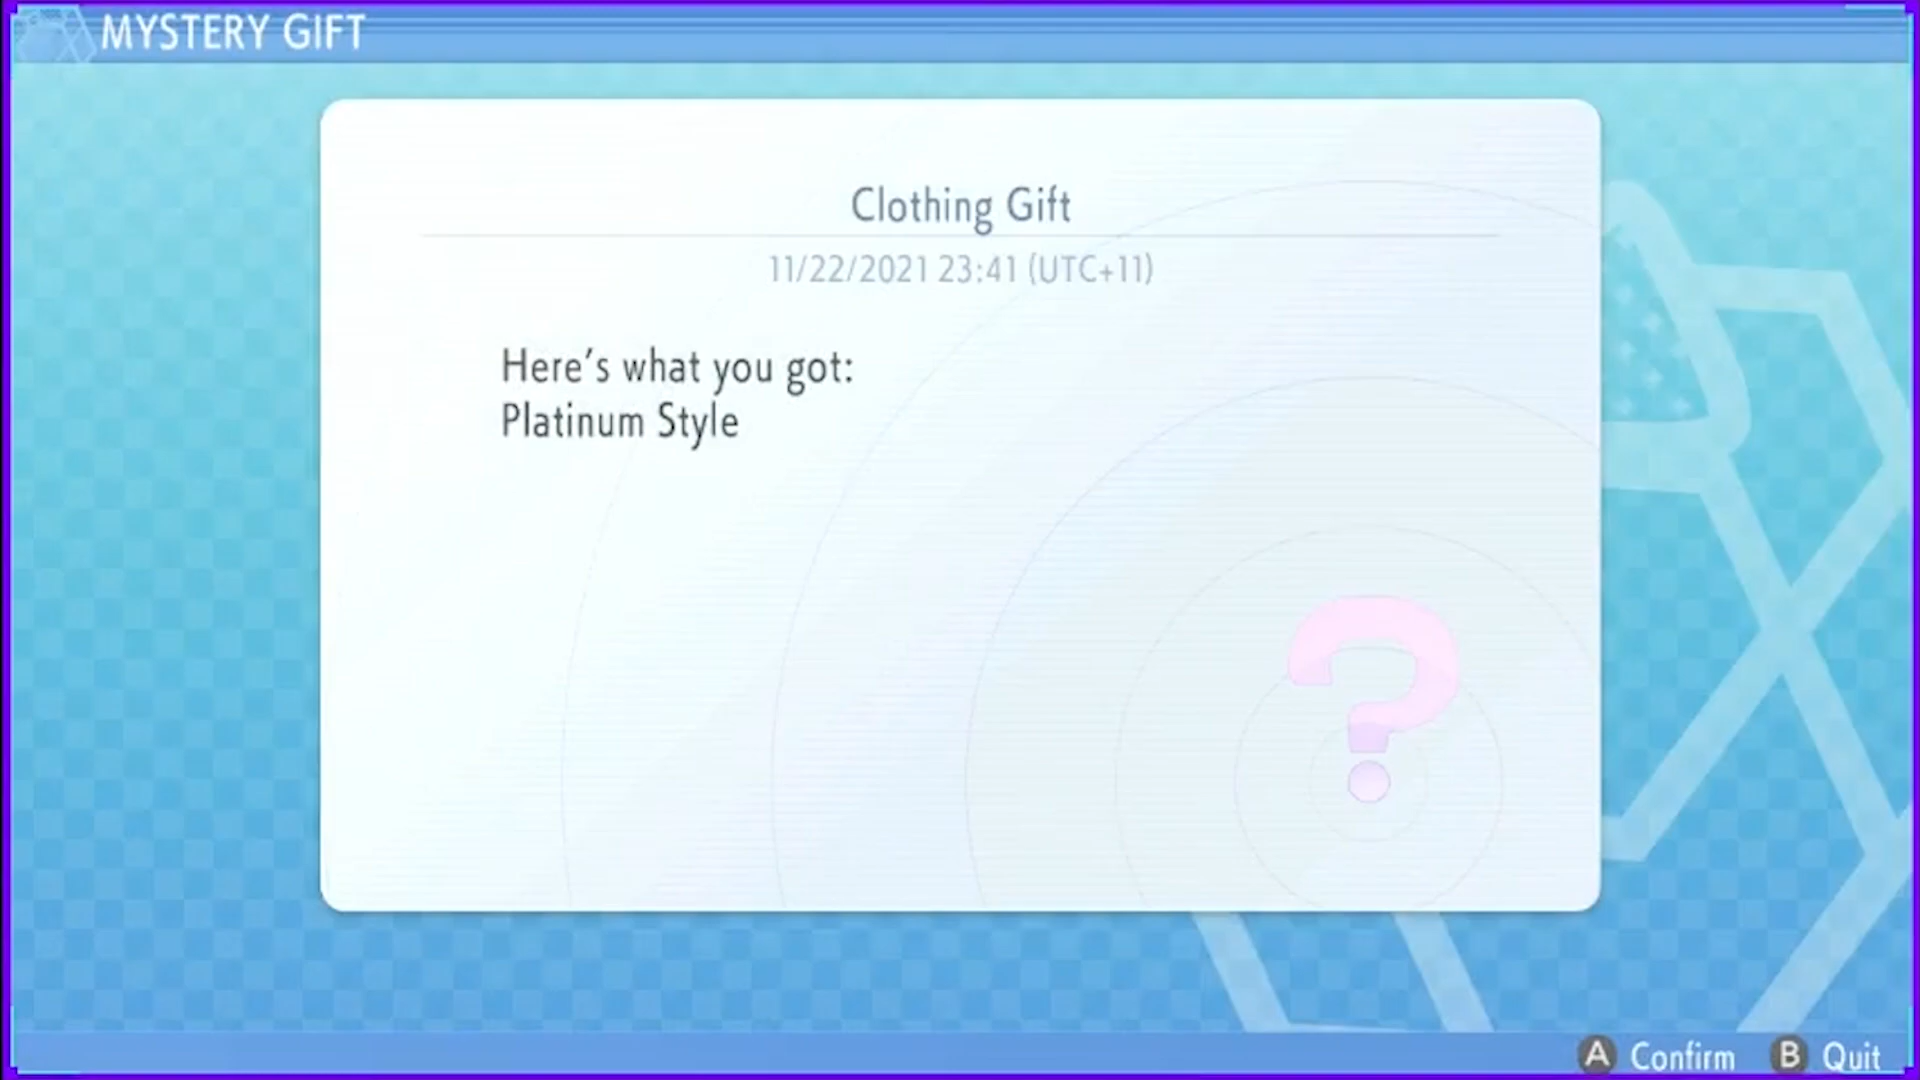 MYSTERY GIFT
Clothing Gift
11/22/2021 23:41 (UTC+11)
Here's what you got:
Platinum Style
?
A Confirm B Quit